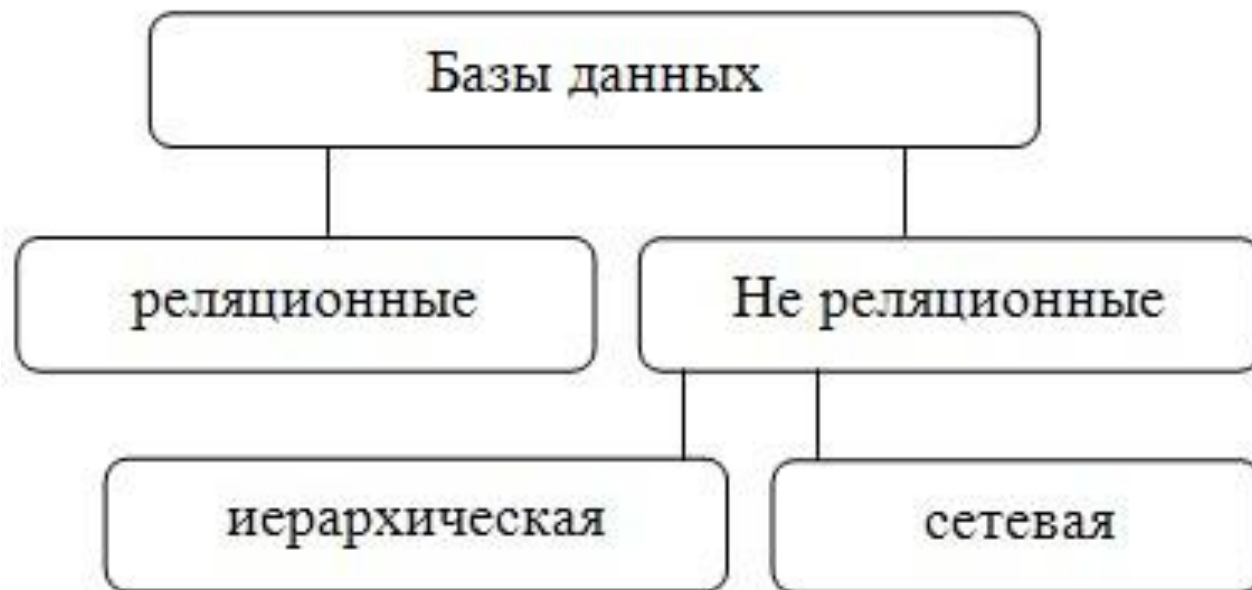 Базы данных
реляционные
Не реляционные
иерархическая
сетевая